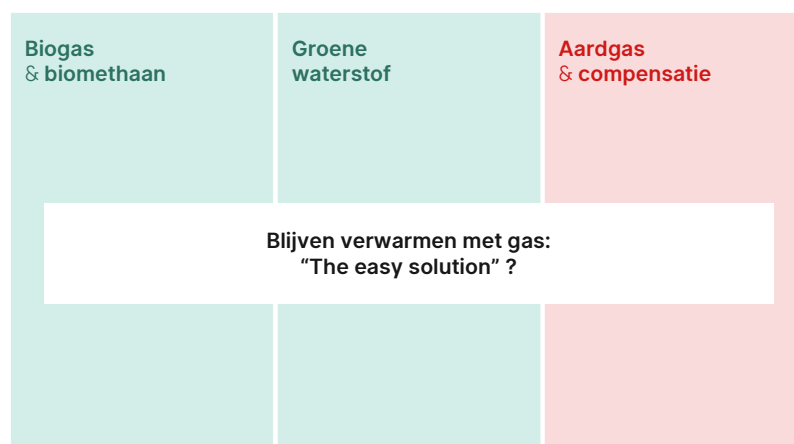 Biogas
& biomethaan
Groene
waterstof
Aardgas
& compensatie
Blijven verwarmen met gas:
“The easy solution” ?